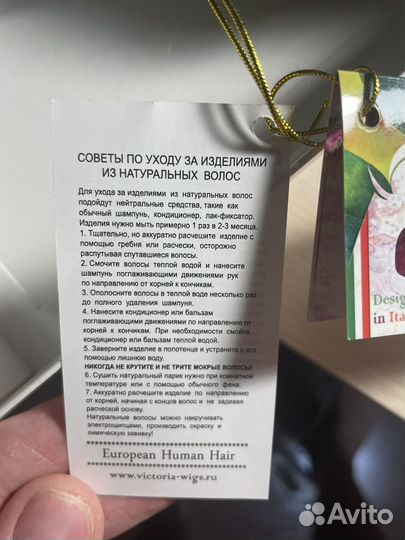 СОВЕТЫ ПО УХОДУ ЗА ИЗДЕЛИЯМИ
ИЗ НАТУРАЛЬНЫХ ВОЛОС
Для ухода за изделиями из натуральных волос
подойдут нейтральные средства, такие как
обычный шампунь, кондиционер, лак-фиксатор.
Изделия нужно мыть примерно 1 раз в 2-3 месяца.
1. Тщательно, но аккуратно расчешите изделие с
помощью гребня или расчески, осторожно
распутывая спутавшиеся волосы.
2. Смочите волосы теплой водой и нанесите
шампунь поглаживающими движениями рук
по направлению от корней к кончикам.
3. Ополосните волосы в теплой воде несколько раз
до полного удаления шампуня.
4. Нанесите кондиционер или бальзам
поглаживающими движениями по направлению от
корней к кончикам. При необходимости смойте
кондиционер или бальзам теплой водой.
5. Заверните изделие в полотенце и устраните с его
помощью лишнюю воду.
НИКОГДА НЕ КРУТИТЕ И НЕ ТРИТЕ МОКРЫЕ ВОЛОСЫ!
6. Сушить натуральный парик нужно при комнатной
температуре или с помощью обычного фена.
7. Аккуратно расчешите изделие по направлению
от корней, начиная с концов волос и не задевая
расческой основу.
Натуральные волосы можно накручивать
электрощипцами, производить окраску и
химическую завивку!
European Human Hair
www.victoria-wigs.ru
Desig
in Ita
Avito